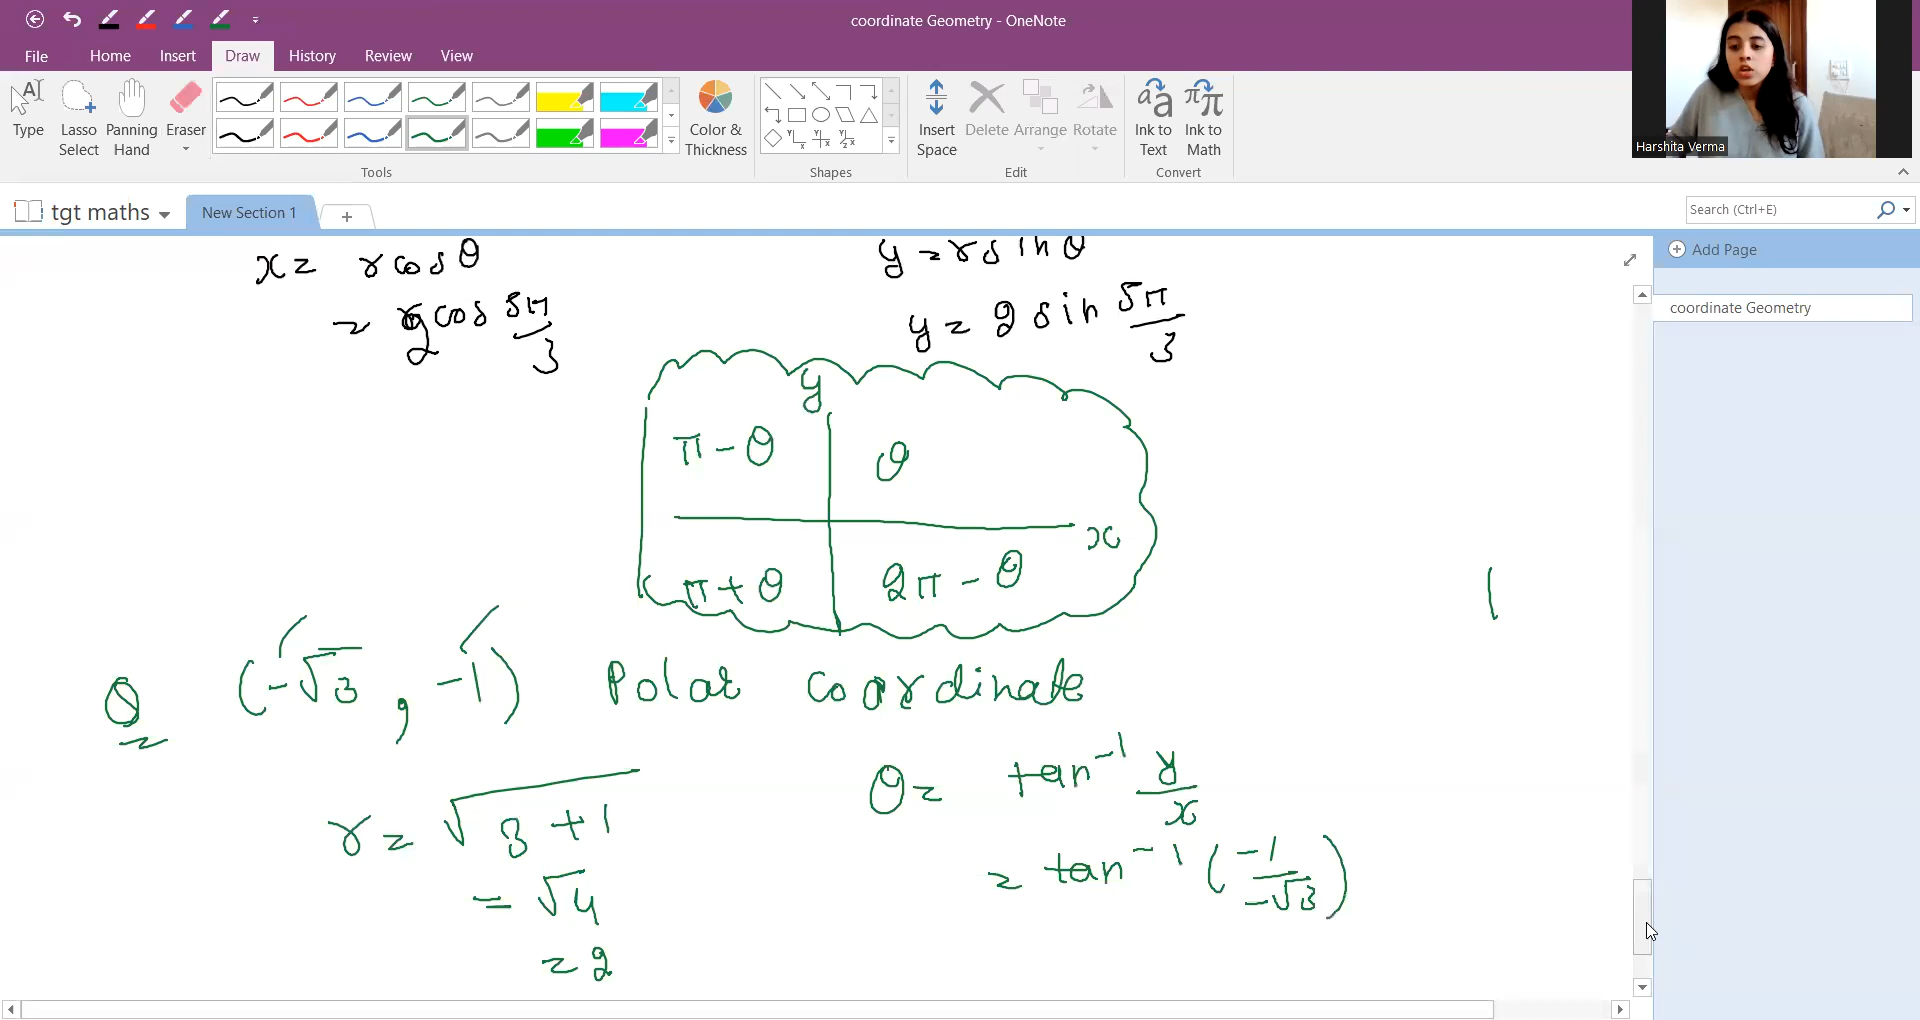 coordinate Geometry - OneNote
File Home Insert Draw History Review View
Type Lasso Select Panning Hand Eraser Color & Thickness Insert Space Delete Arrange Rotate Ink to Text Ink to Math
Tools Shapes Edit Convert
Harshita Verma
tgt maths New Section 1 +
Search (Ctrl+E)
Add Page
coordinate Geometry
x = r cos θ
y = r sin θ
= 2 cos 5π/3
y = 2 sin 5π/3
y
π - θ θ
x
π + θ 2π - θ
Q (-√3, -1) Polar coordinate
r = √3+1
θ = tan⁻¹ y/x
= √4
= tan⁻¹ (-1/-√3)
= 2